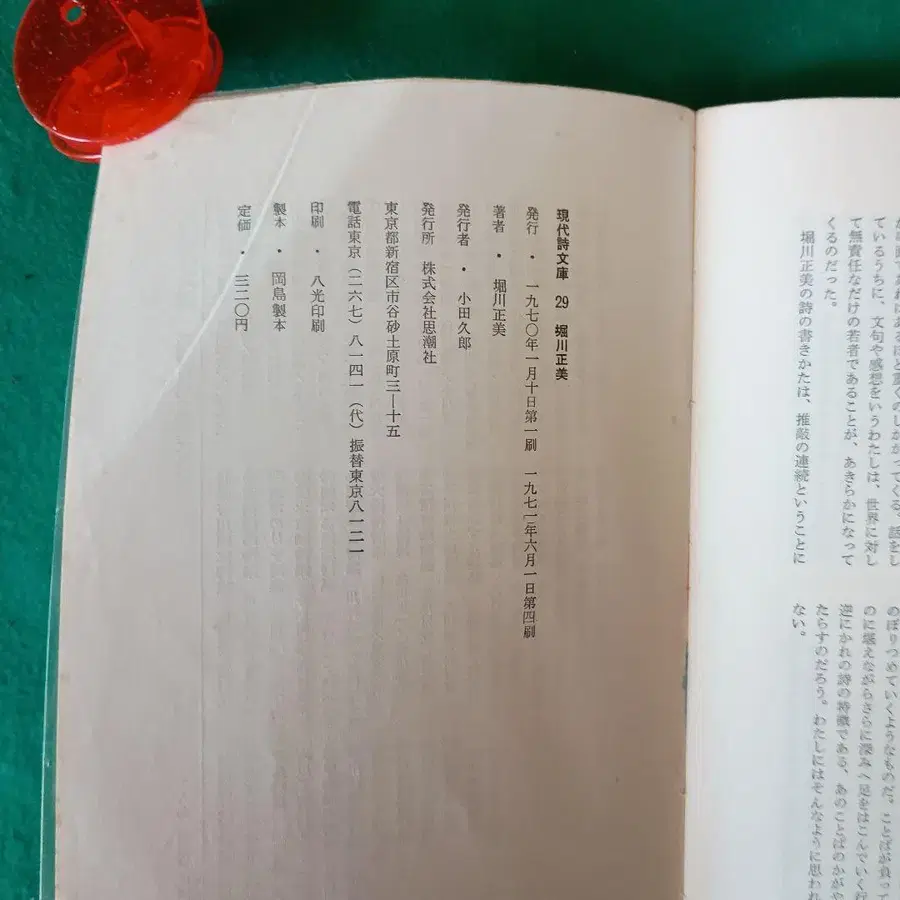 ているうちに、文句や感想をいうわたしは、世界に対し
て無責任なだけの若者であることが、あきらかになって
くるのだった。
堀川正美の詩の書きかたは、推敲の連続ということに
のぼりつめていくようなものだ。ことばが負って
のに堪えながらさらに深みへ足をはこんでいく行
逆にかれの詩の特徴である、あのことばのかがや
たらすのだろう。わたしにはそんなように思われ
ない。
現代詩文庫 29 堀川正美
発行・一九七〇年一月十日第一刷 一九七一年六月一日第四刷
著者・堀川正美
発行者・小田久郎
発行所 株式会社思潮社
東京都新宿区市谷砂土原町三—十五
電話東京(二六七)八一四一(代)振替東京八一二一
印刷・八光印刷
製本・岡島製本
定価・三二〇円